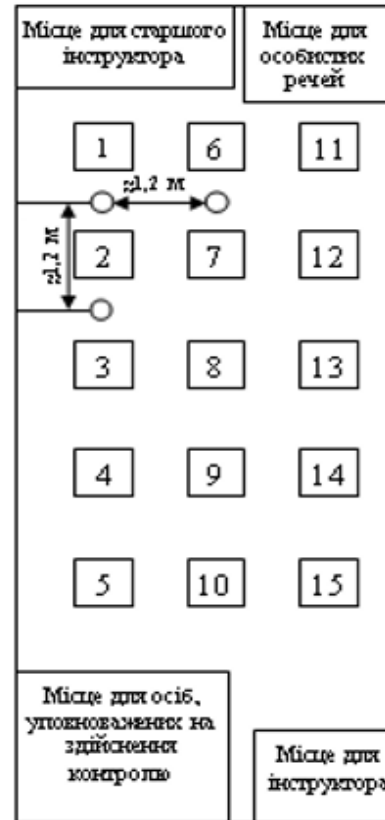 Місце для старшого
інструктора
Місце для
особистих
речей
1 6 11
≈1,2 м
2 7 12
≈1,2 м
3 8 13
4 9 14
5 10 15
Місце для осіб,
уповноважених на
здійснення
контролю
Місце для
інструктора